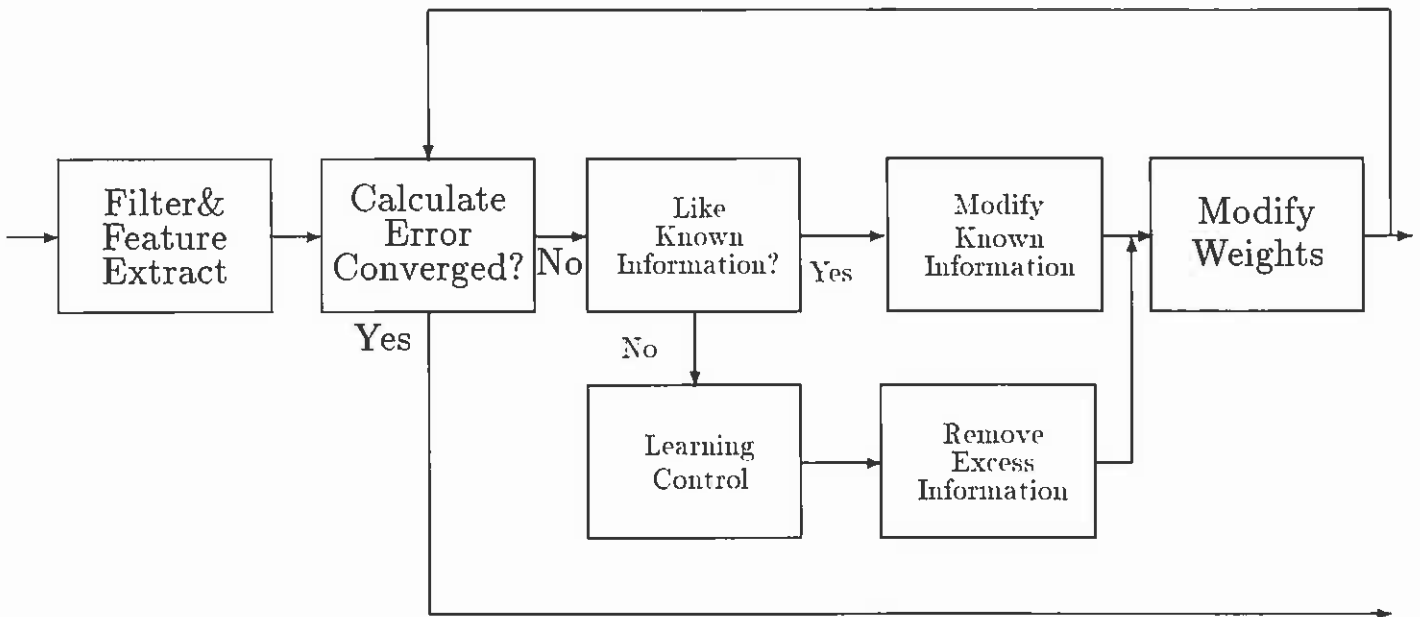 Filter&
Feature
Extract
Calculate
Error
Converged?
No
Yes
Like
Known
Information?
Yes
No
Modify
Known
Information
Modify
Weights
Learning
Control
Remove
Excess
Information